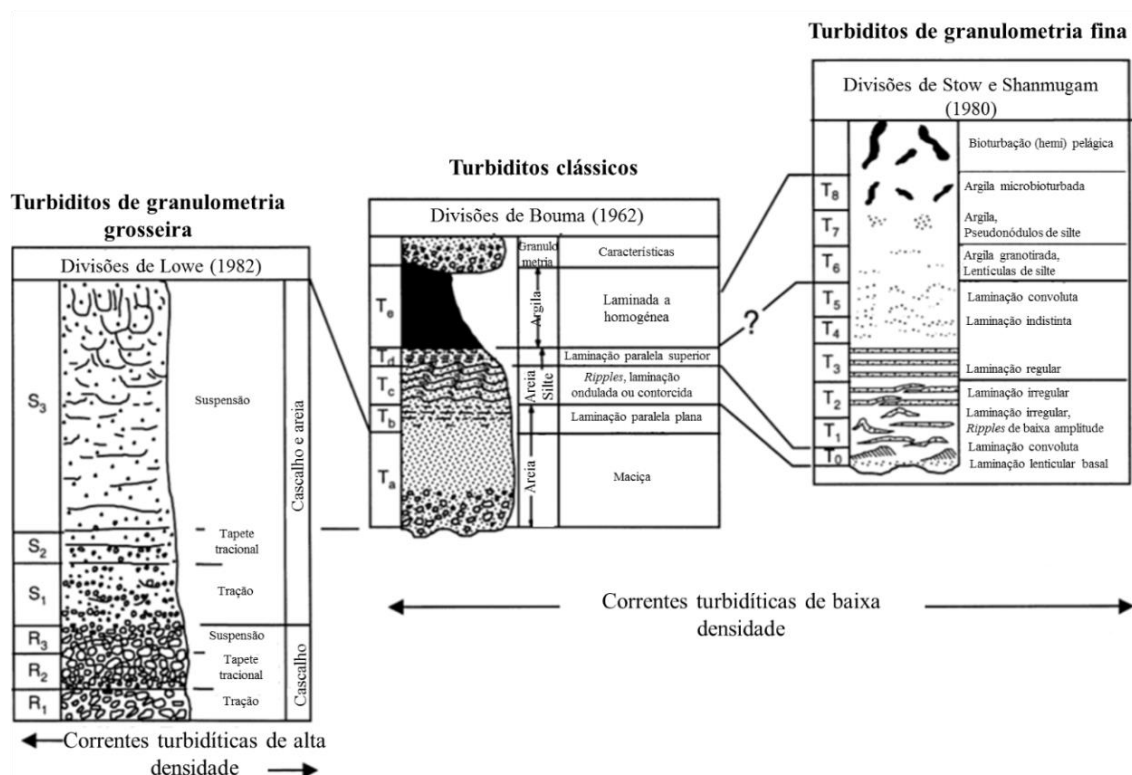 Turbiditos de granulometria
grosseira
Divisões de Lowe (1982)
S3
S2
S1
R3
R2
R1
Suspensão
Tapete
tracional
Tração
Suspensão
Tapete
tracional
Tração
Cascalho e areia
Cascalho
Correntes turbidíticas de alta
densidade
Turbiditos clássicos
Divisões de Bouma (1962)
Granulo
metria
Características
Te
Argila
Laminada a
homogénea
Td
Laminação paralela superior
Tc
Areia
Silte
Ripples, laminação
ondulada ou contorcida
Tb
Laminação paralela plana
Ta
Areia
Maciça
?
Correntes turbidíticas de baixa
densidade
Turbiditos de granulometria fina
Divisões de Stow e Shanmugam
(1980)
Bioturbação (hemi) pelágica
T8
Argila microbioturbada
T7
Argila,
Pseudonódulos de silte
T6
Argila granotirada,
Lentículas de silte
T5
Laminação convoluta
T4
Laminação indistinta
T3
Laminação regular
T2
Laminação irregular
T1
Laminação irregular,
Ripples de baixa amplitude
Laminação convoluta
T0
Laminação lenticular basal